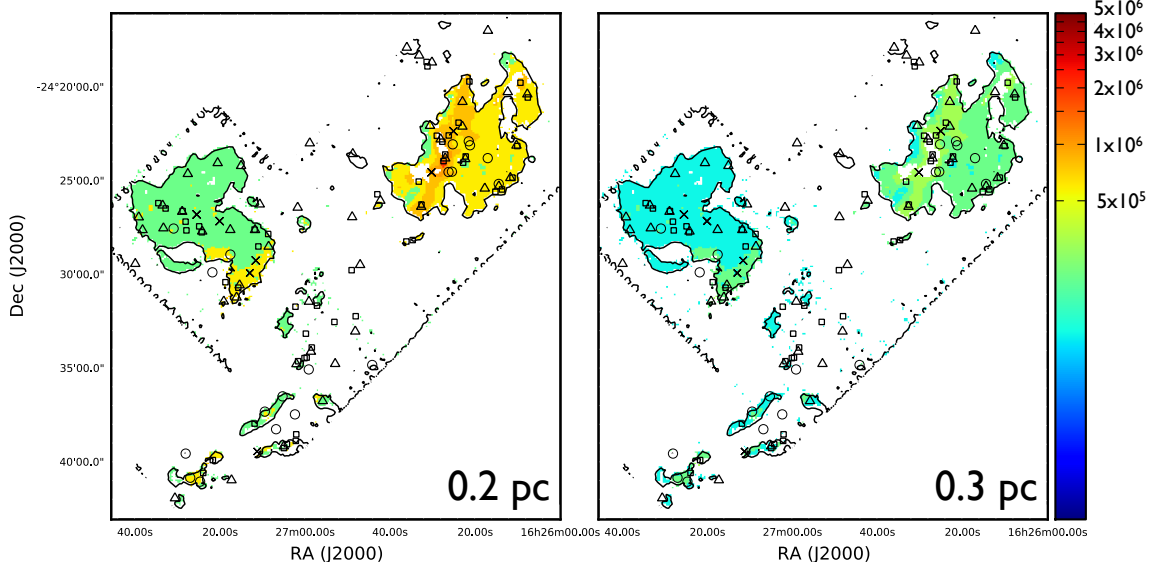 5x10⁶
4x10⁶
3x10⁶
2x10⁶
1x10⁶
5x10⁵
-24°20'00.0"
25'00.0"
30'00.0"
35'00.0"
40'00.0"
Dec (J2000)
0.2 pc
0.3 pc
40.00s 20.00s 27m00.00s 40.00s 20.00s 16h26m00.00s
40.00s 20.00s 27m00.00s 40.00s 20.00s 16h26m00.00s
RA (J2000)
RA (J2000)